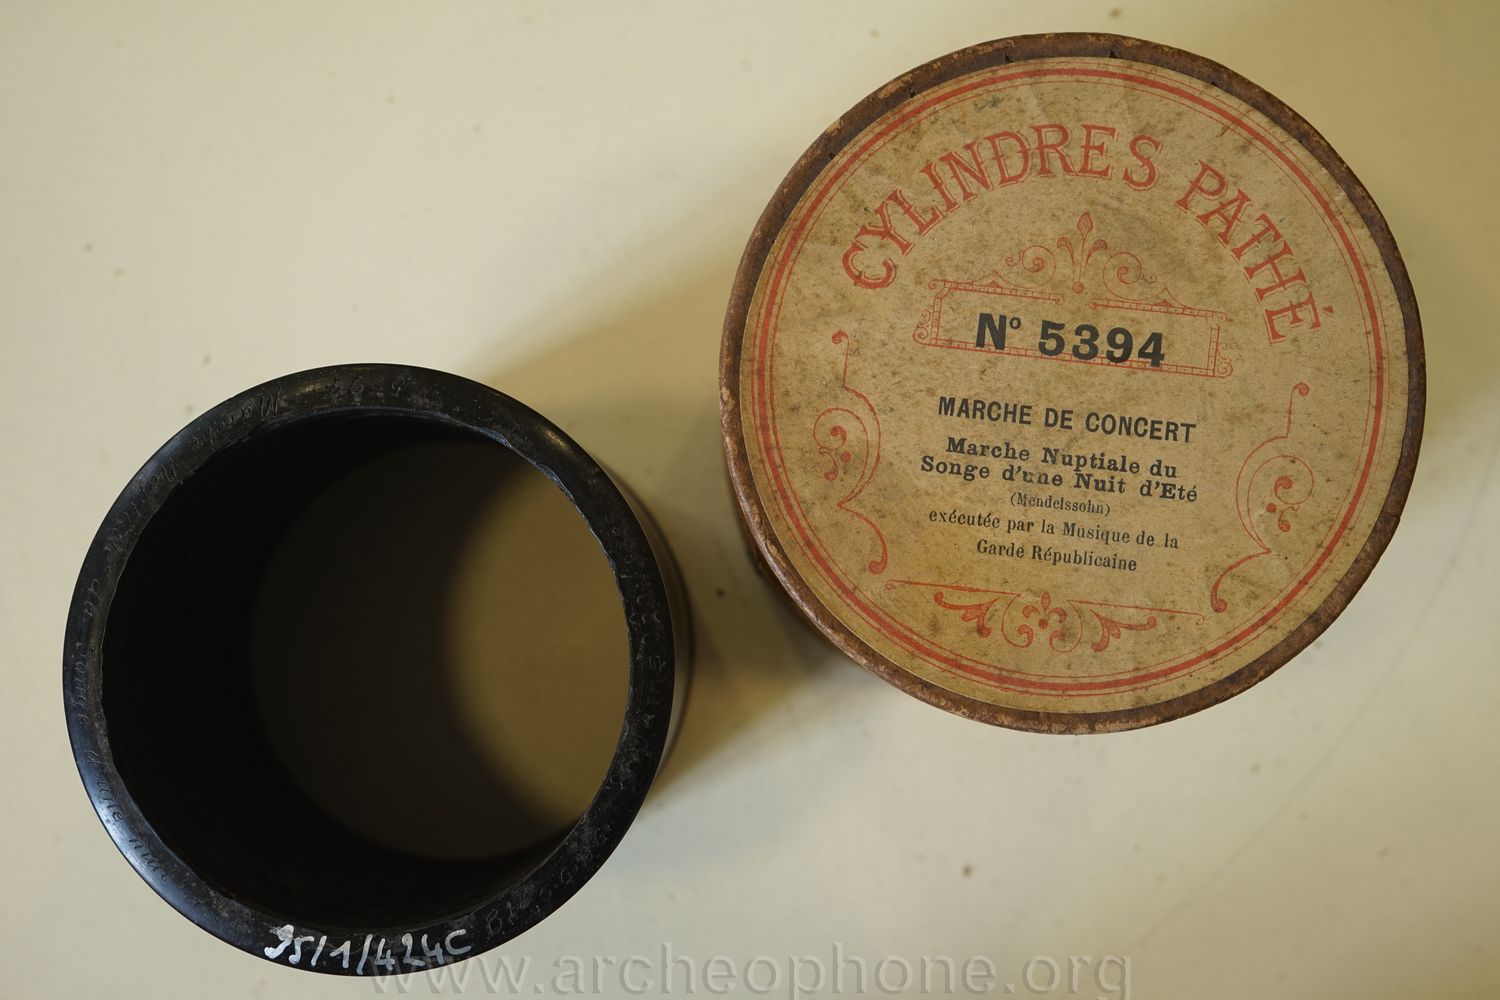 CYLINDRES PATHÉ
Nº 5394
MARCHE DE CONCERT
Marche Nuptiale du
Songe d'une Nuit d'Eté
(Mendelssohn)
exécutée par la Musique de la
Garde Républicaine
95/1/424C
www.archeophone.org